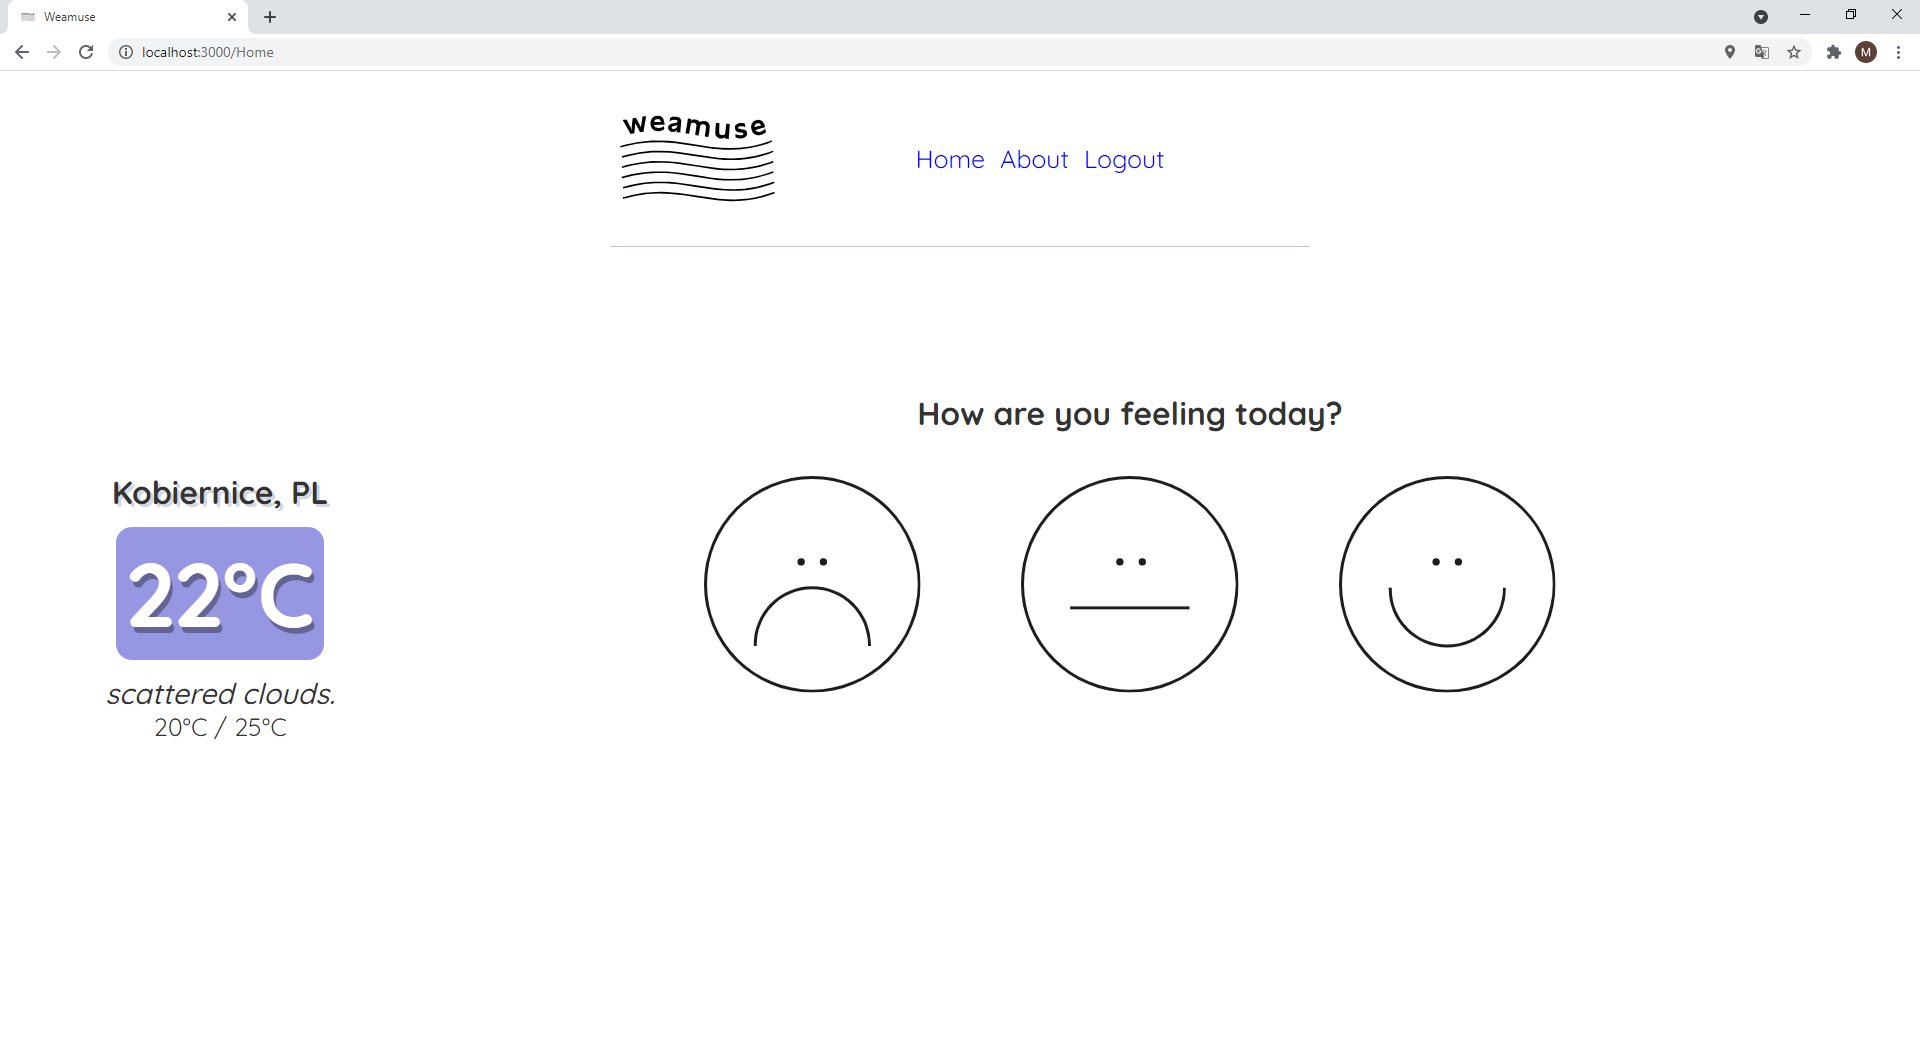 Weamuse
localhost:3000/Home
M
weamuse
Home About Logout
How are you feeling today?
Kobiernice, PL
22°C
scattered clouds.
20°C / 25°C